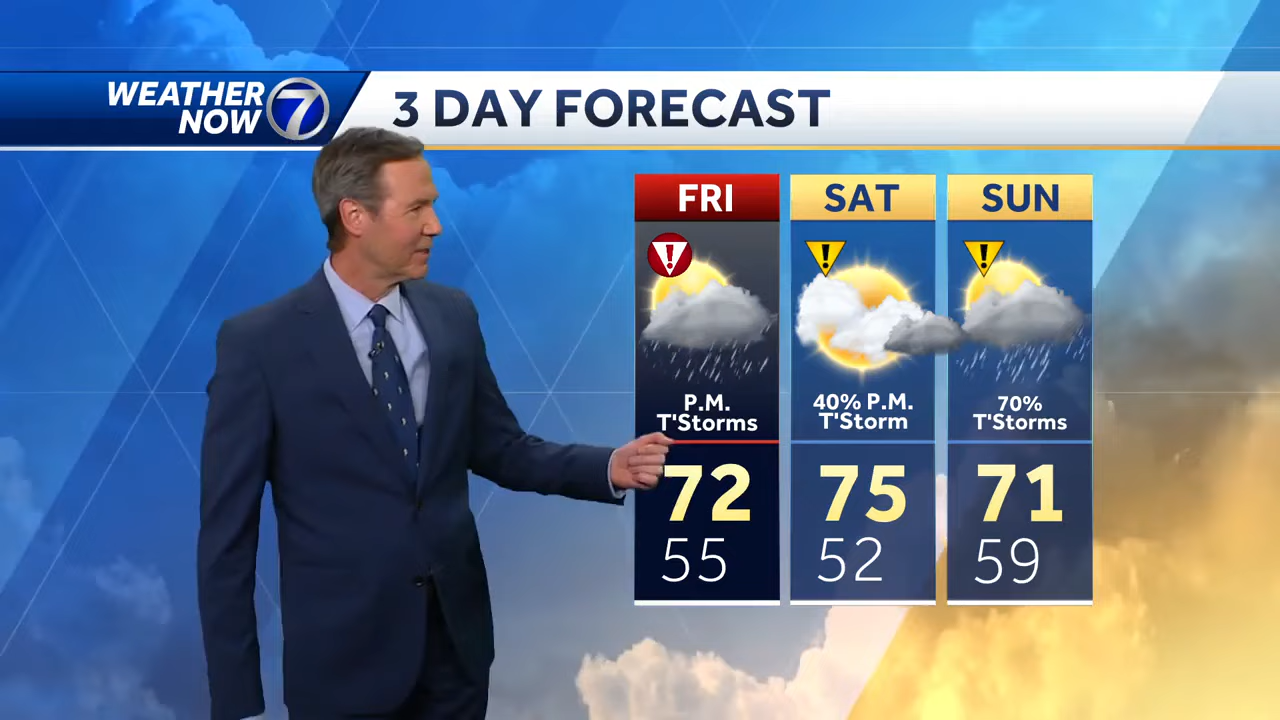 WEATHER
NOW
7
3 DAY FORECAST
FRI
!
P.M.
T'Storms
72
55
SAT
!
40% P.M.
T'Storm
75
52
SUN
!
70%
T'Storms
71
59